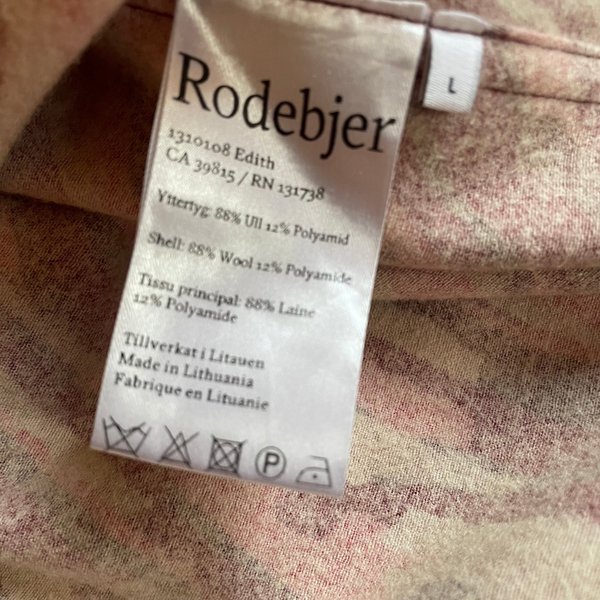 Rodebjer
L
1310108 Edith
CA 39815 / RN 131738
Yttertyg: 88% Ull 12% Polyamid
Shell: 88% Wool 12% Polyamide
Tissu principal: 88% Laine
12% Polyamide
Tillverkat i Litauen
Made in Lithuania
Fabrique en Lituanie
P